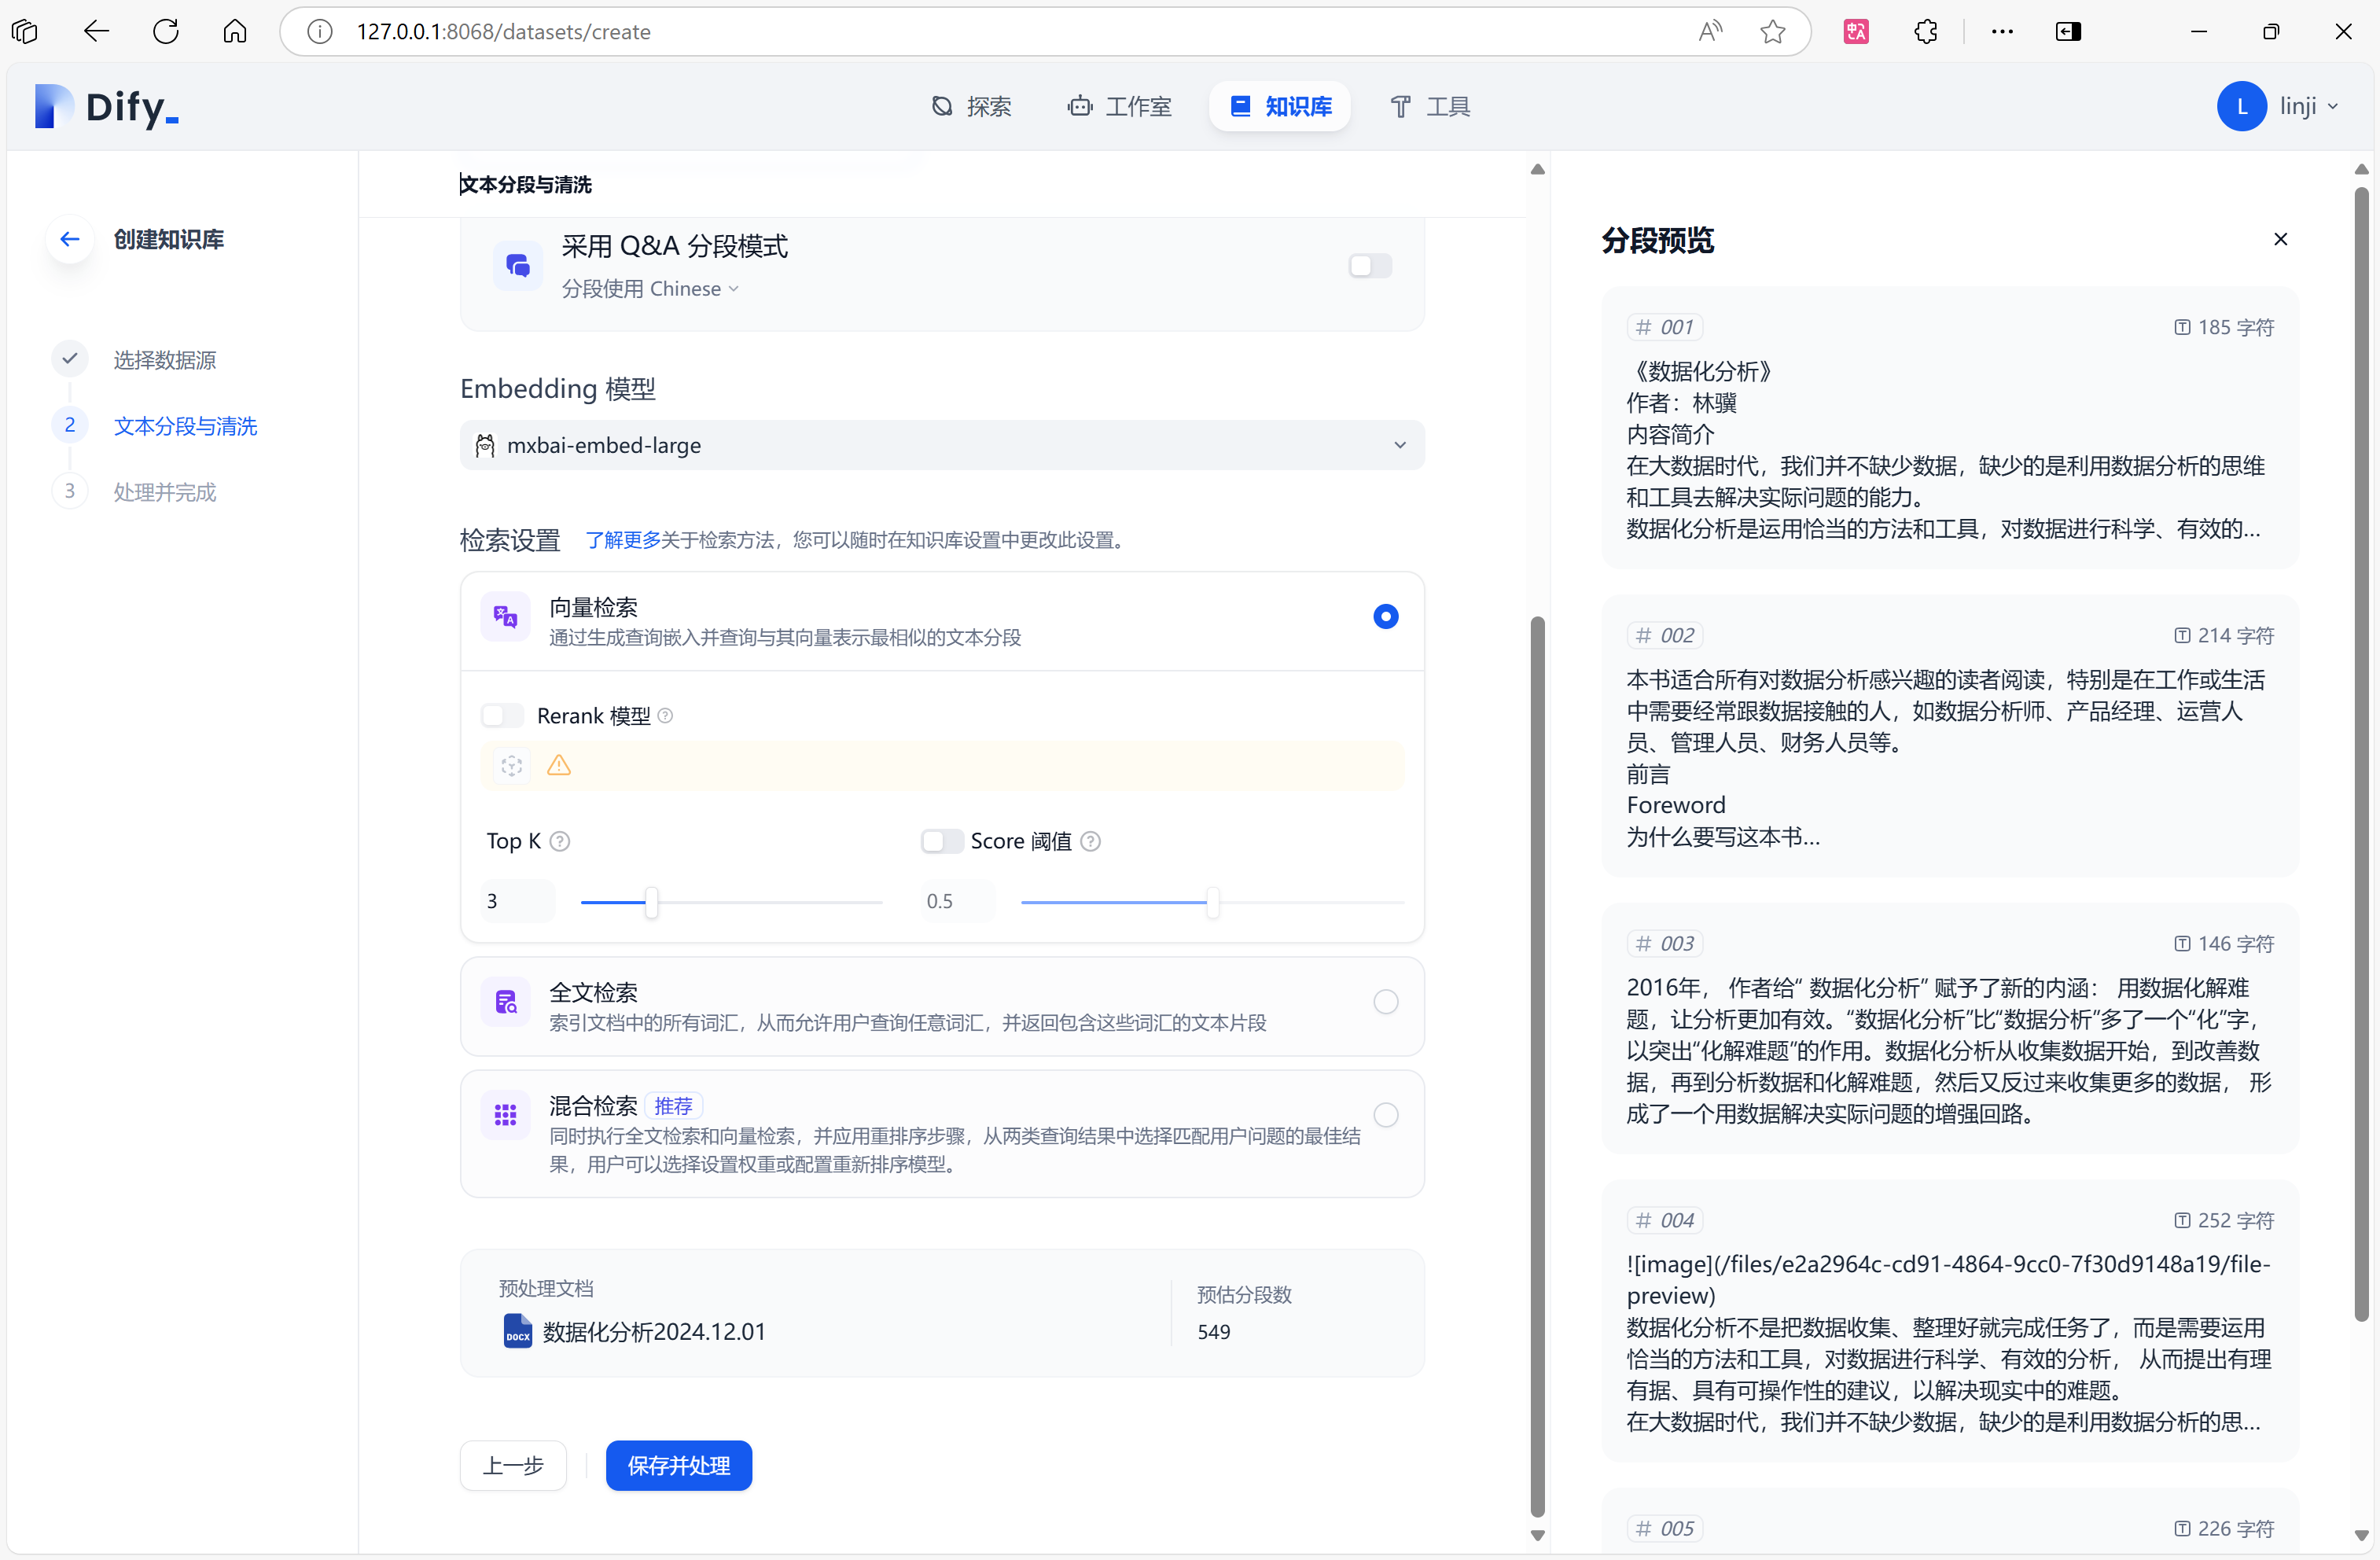 127.0.0.1:8068/datasets/create
Dify_
探索
工作室
知识库
工具
L
linji
创建知识库
选择数据源
2
文本分段与清洗
3
处理并完成
文本分段与清洗
采用 Q&A 分段模式
分段使用 Chinese
Embedding 模型
mxbai-embed-large
检索设置
了解更多关于检索方法，您可以随时在知识库设置中更改此设置。
向量检索
通过生成查询嵌入并查询与其向量表示最相似的文本分段
Rerank 模型
Top K
Score 阈值
3
0.5
全文检索
索引文档中的所有词汇，从而允许用户查询任意词汇，并返回包含这些词汇的文本片段
混合检索
推荐
同时执行全文检索和向量检索，并应用重排序步骤，从两类查询结果中选择匹配用户问题的最佳结
果，用户可以选择设置权重或配置重新排序模型。
预处理文档
DOCX
数据化分析2024.12.01
预估分段数
549
上一步
保存并处理
分段预览
# 001
185 字符
《数据化分析》
作者：林骥
内容简介
在大数据时代，我们并不缺少数据，缺少的是利用数据分析的思维
和工具去解决实际问题的能力。
数据化分析是运用恰当的方法和工具，对数据进行科学、有效的...
# 002
214 字符
本书适合所有对数据分析感兴趣的读者阅读，特别是在工作或生活
中需要经常跟数据接触的人，如数据分析师、产品经理、运营人
员、管理人员、财务人员等。
前言
Foreword
为什么要写这本书...
# 003
146 字符
2016年， 作者给“ 数据化分析” 赋予了新的内涵： 用数据化解难
题，让分析更加有效。“数据化分析”比“数据分析”多了一个“化”字，
以突出“化解难题”的作用。数据化分析从收集数据开始，到改善数
据，再到分析数据和化解难题，然后又反过来收集更多的数据， 形
成了一个用数据解决实际问题的增强回路。
# 004
252 字符
![image](/files/e2a2964c-cd91-4864-9cc0-7f30d9148a19/file-
preview)
数据化分析不是把数据收集、整理好就完成任务了，而是需要运用
恰当的方法和工具，对数据进行科学、有效的分析， 从而提出有理
有据、具有可操作性的建议，以解决现实中的难题。
在大数据时代，我们并不缺少数据，缺少的是利用数据分析的思...
# 005
226 字符